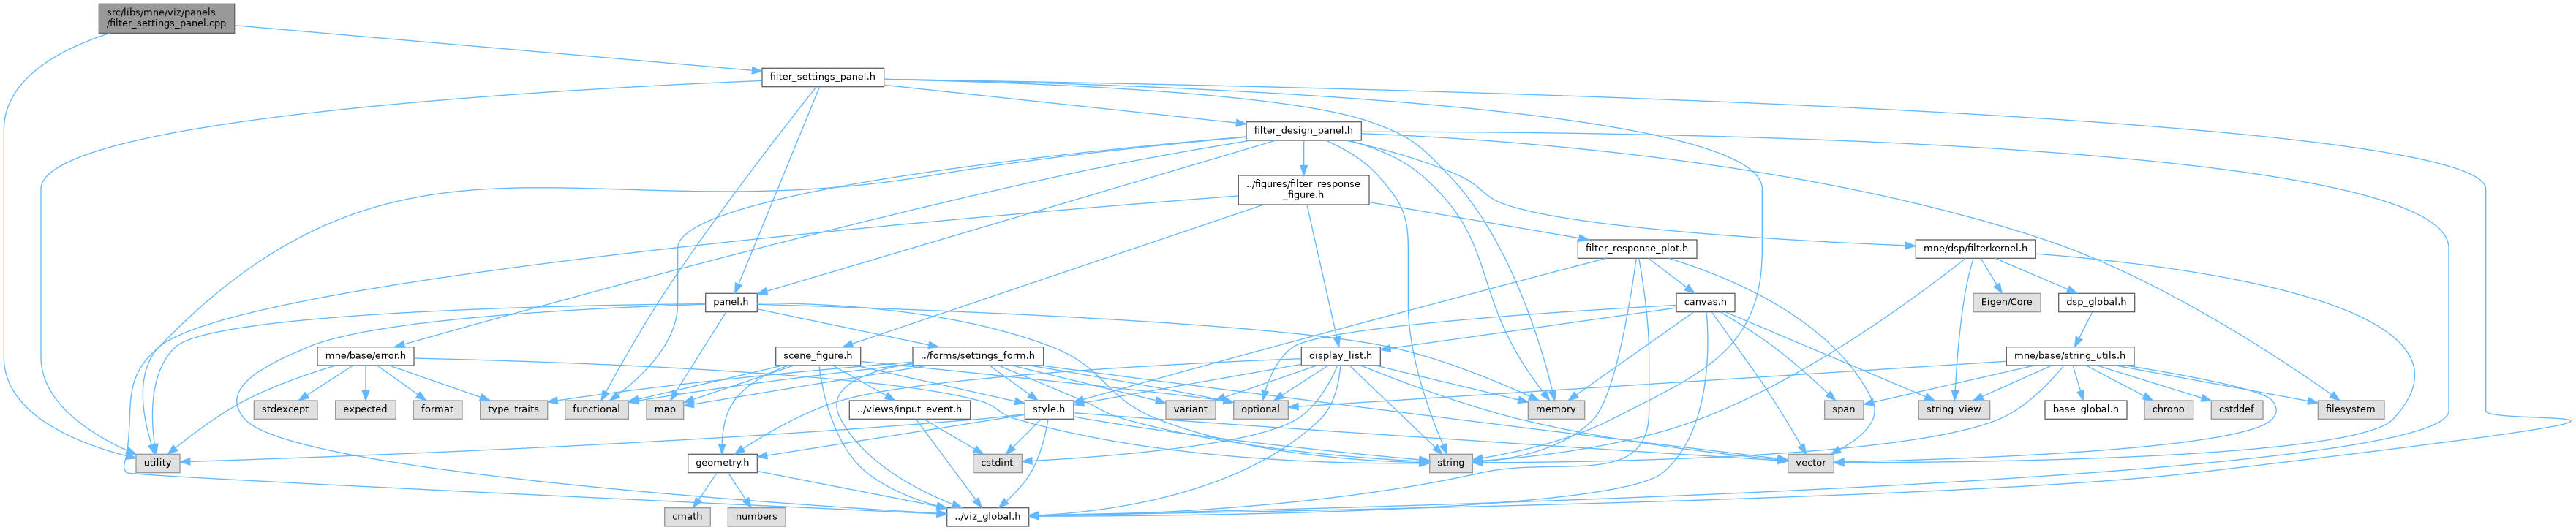 src/libs/mne/viz/panels
/filter_settings_panel.cpp
filter_settings_panel.h
filter_design_panel.h
../figures/filter_response
_figure.h
filter_response_plot.h
mne/dsp/filterkernel.h
panel.h
canvas.h
Eigen/Core
dsp_global.h
mne/base/error.h
scene_figure.h
../forms/settings_form.h
display_list.h
mne/base/string_utils.h
stdexcept
expected
format
type_traits
functional
map
../views/input_event.h
style.h
variant
optional
memory
span
string_view
base_global.h
chrono
cstddef
filesystem
utility
geometry.h
cstdint
string
vector
cmath
numbers
../viz_global.h